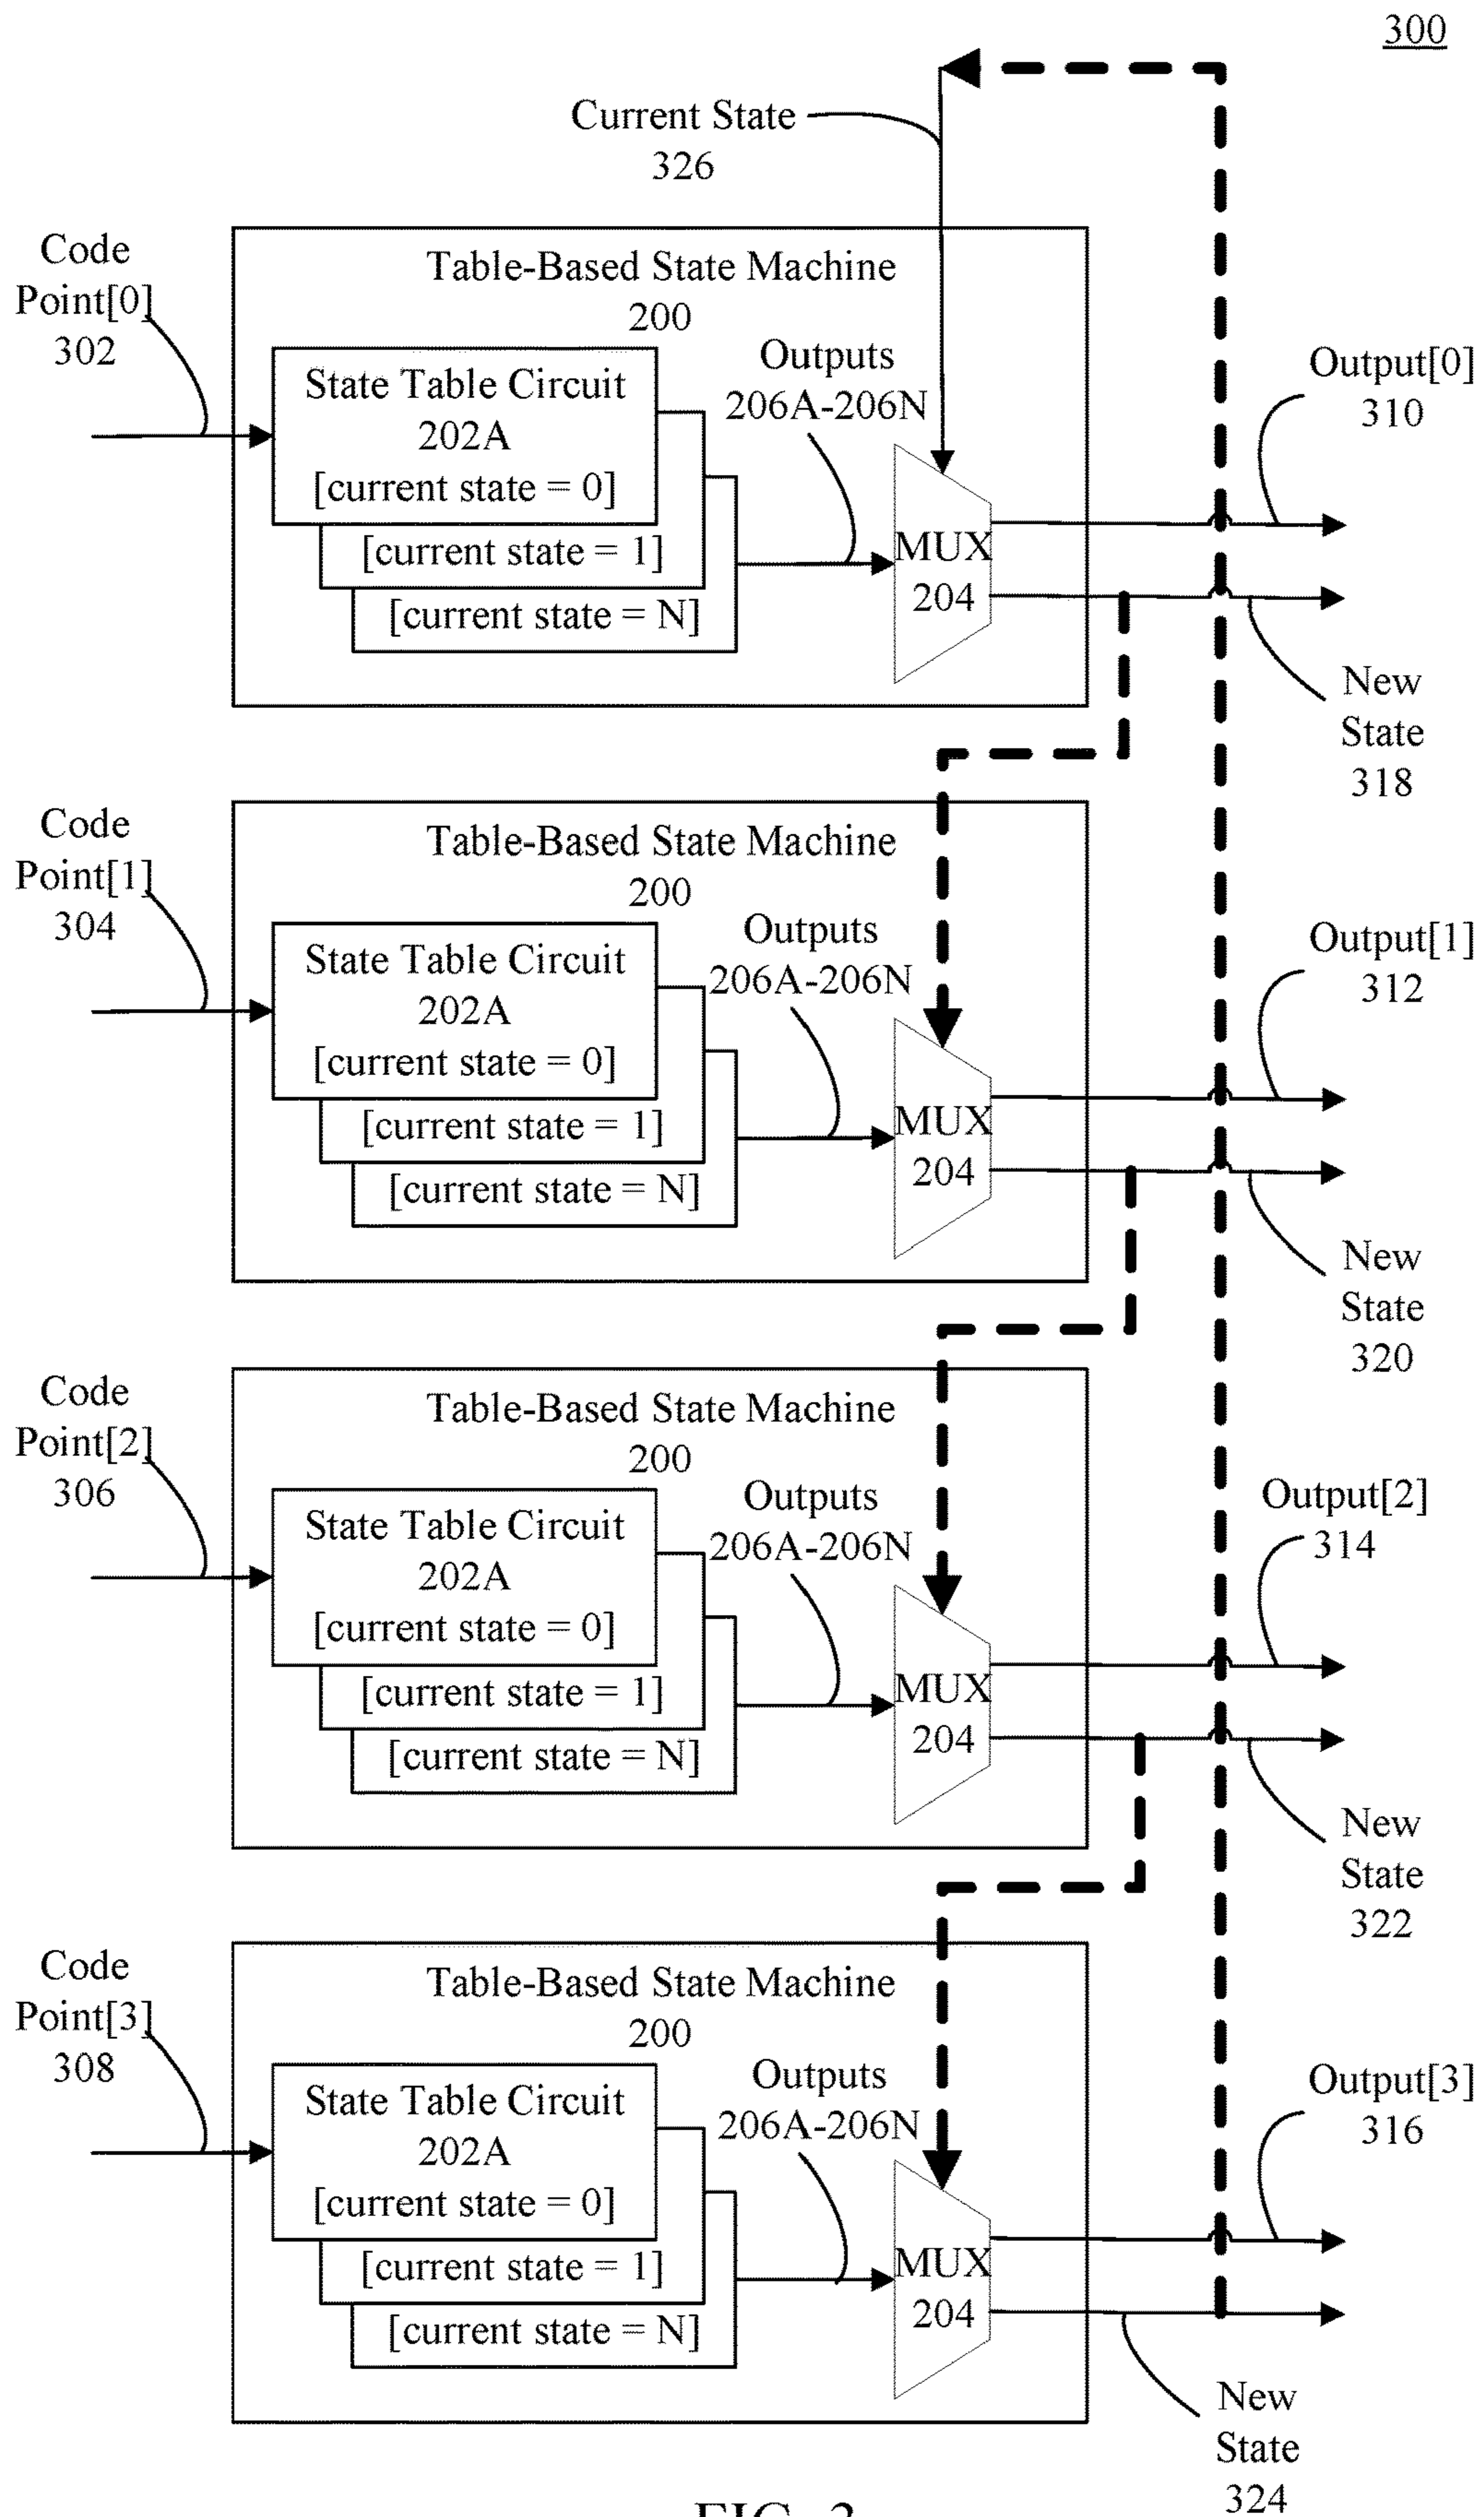 300
Current State
326
Code
Point[0]
302
Table-Based State Machine
200
State Table Circuit
202A
[current state = 0]
[current state = 1]
[current state = N]
Outputs
206A-206N
MUX
204
Output[0]
310
New
State
318
Code
Point[1]
304
Table-Based State Machine
200
State Table Circuit
202A
[current state = 0]
[current state = 1]
[current state = N]
Outputs
206A-206N
MUX
204
Output[1]
312
New
State
320
Code
Point[2]
306
Table-Based State Machine
200
State Table Circuit
202A
[current state = 0]
[current state = 1]
[current state = N]
Outputs
206A-206N
MUX
204
Output[2]
314
New
State
322
Code
Point[3]
308
Table-Based State Machine
200
State Table Circuit
202A
[current state = 0]
[current state = 1]
[current state = N]
Outputs
206A-206N
MUX
204
Output[3]
316
New
State
324
FIG. 3